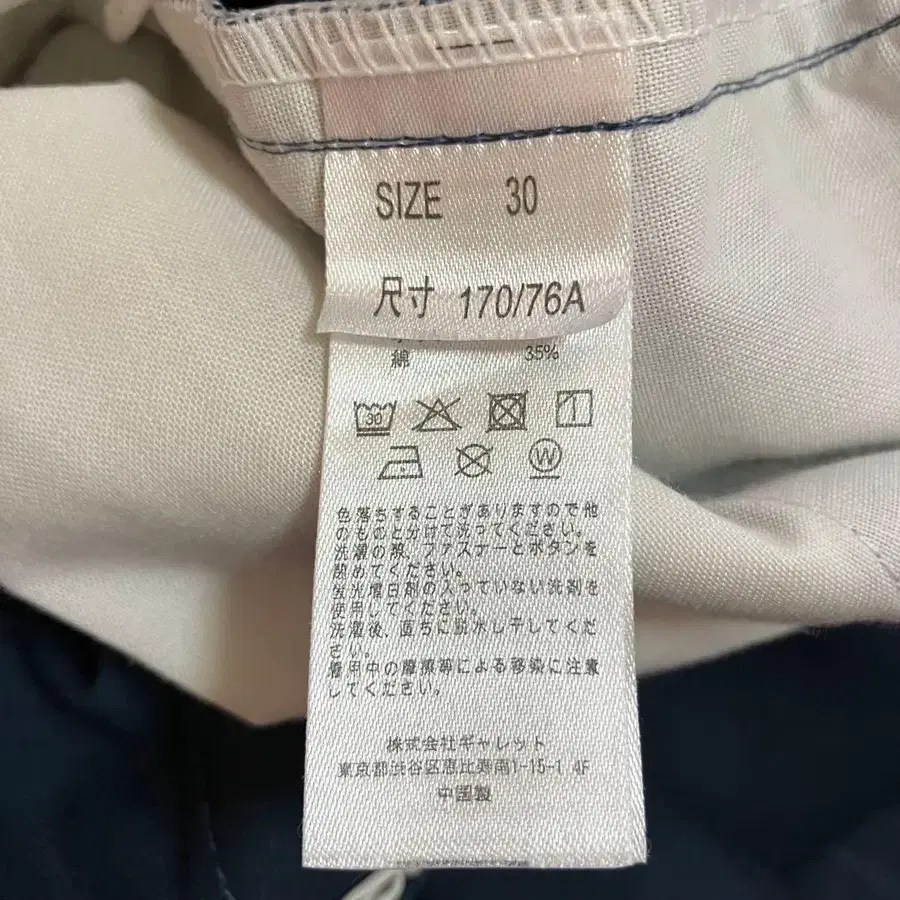 SIZE 30
尺寸 170/76A
綿 35%
30
W
色落ちすることがありますので他
のものと分けて洗ってください。
洗濯の際、ファスナーとボタンを
閉めてください。
蛍光増白剤の入っていない洗剤を
使用してください。
洗濯後、直ちに脱水し干してくださ
い。
着用中の摩擦等による移染に注意
してください。
株式会社ギャレット
東京都渋谷区恵比寿南1-15-1 4F
中国製